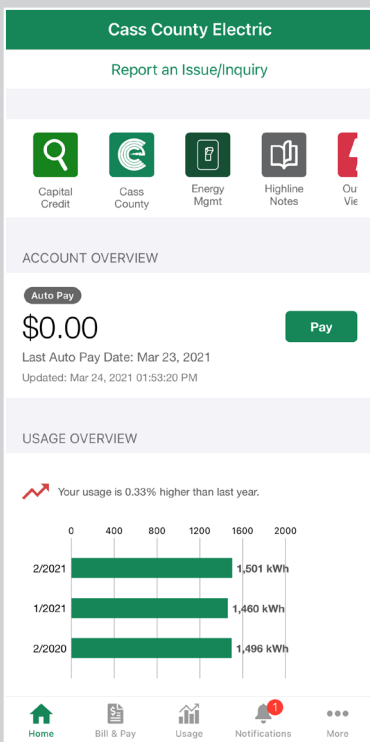 Cass County Electric
Report an Issue/Inquiry
Capital
Credit
Cass
County
Energy
Mgmt
Highline
Notes
ACCOUNT OVERVIEW
Auto Pay
$0.00
Pay
Last Auto Pay Date: Mar 23, 2021
Updated: Mar 24, 2021 01:53:20 PM
USAGE OVERVIEW
Your usage is 0.33% higher than last year.
0 400 800 1200 1600 2000
2/2021 1,501 kWh
1/2021 1,460 kWh
2/2020 1,496 kWh
1
Home Bill & Pay Usage Notifications More